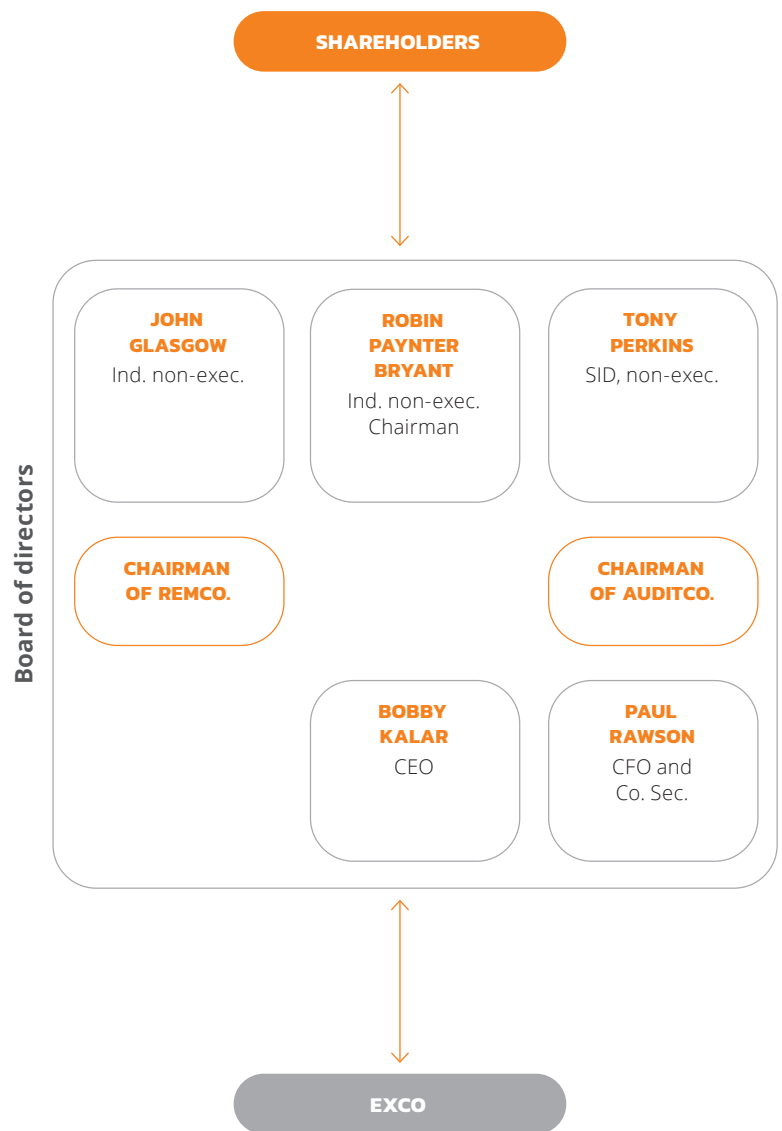 SHAREHOLDERS
Board of directors
JOHN
GLASGOW
Ind. non-exec.
ROBIN
PAYNTER
BRYANT
Ind. non-exec.
Chairman
TONY
PERKINS
SID, non-exec.
CHAIRMAN
OF REMCO.
CHAIRMAN
OF AUDITCO.
BOBBY
KALAR
CEO
PAUL
RAWSON
CFO and
Co. Sec.
EXCO